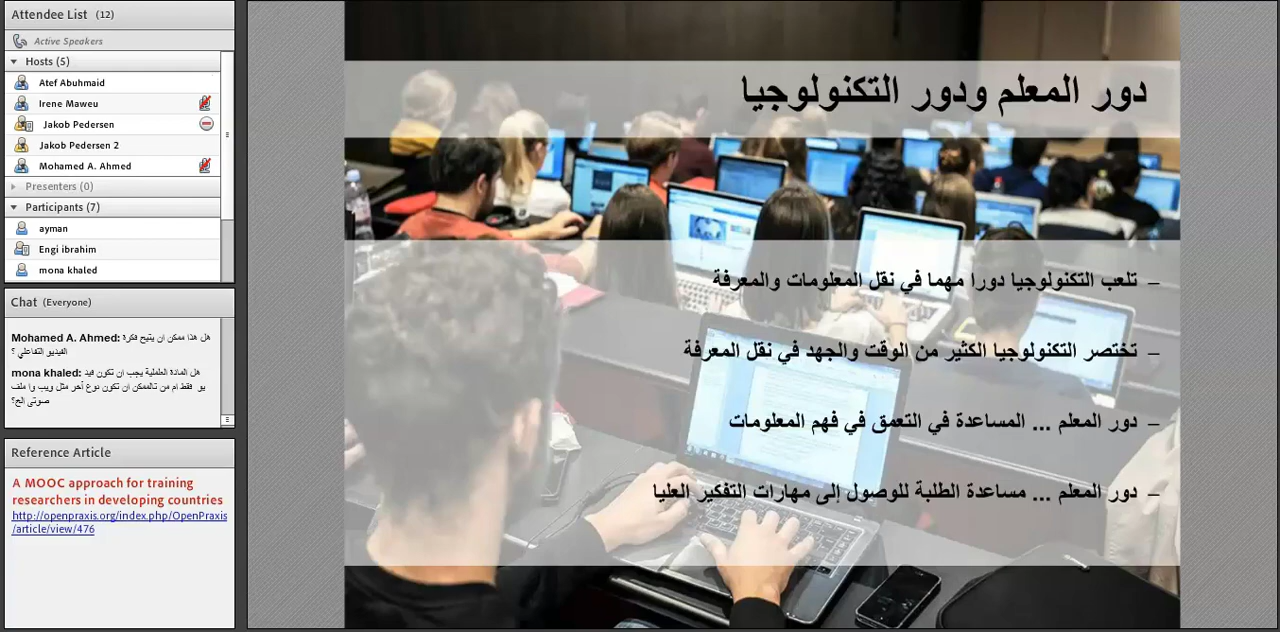 Attendee List (12)
Active Speakers
Hosts (5)
Atef Abuhmaid
Irene Maweu
Jakob Pedersen
Jakob Pedersen 2
Mohamed A. Ahmed
Presenters (0)
Participants (7)
ayman
Engi ibrahim
mona khaled
Chat (Everyone)
Mohamed A. Ahmed: هل هذا ممكن ان يتيح فكرة
الفيديو التفاعلي ؟
mona khaled: هل المادة العلملية يجب ان تكون فيد
يو فقط ام من تالممكن ان تكون نوع أخر مثل ويب وا ملف
صوتى الخ؟
Reference Article
A MOOC approach for training
researchers in developing countries
http://openpraxis.org/index.php/OpenPraxis
/article/view/476
دور المعلم ودور التكنولوجيا
– تلعب التكنولوجيا دورا مهما في نقل المعلومات والمعرفة
– تختصر التكنولوجيا الكثير من الوقت والجهد في نقل المعرفة
– دور المعلم ... المساعدة في التعمق في فهم المعلومات
– دور المعلم ... مساعدة الطلبة للوصول إلى مهارات التفكير العليا